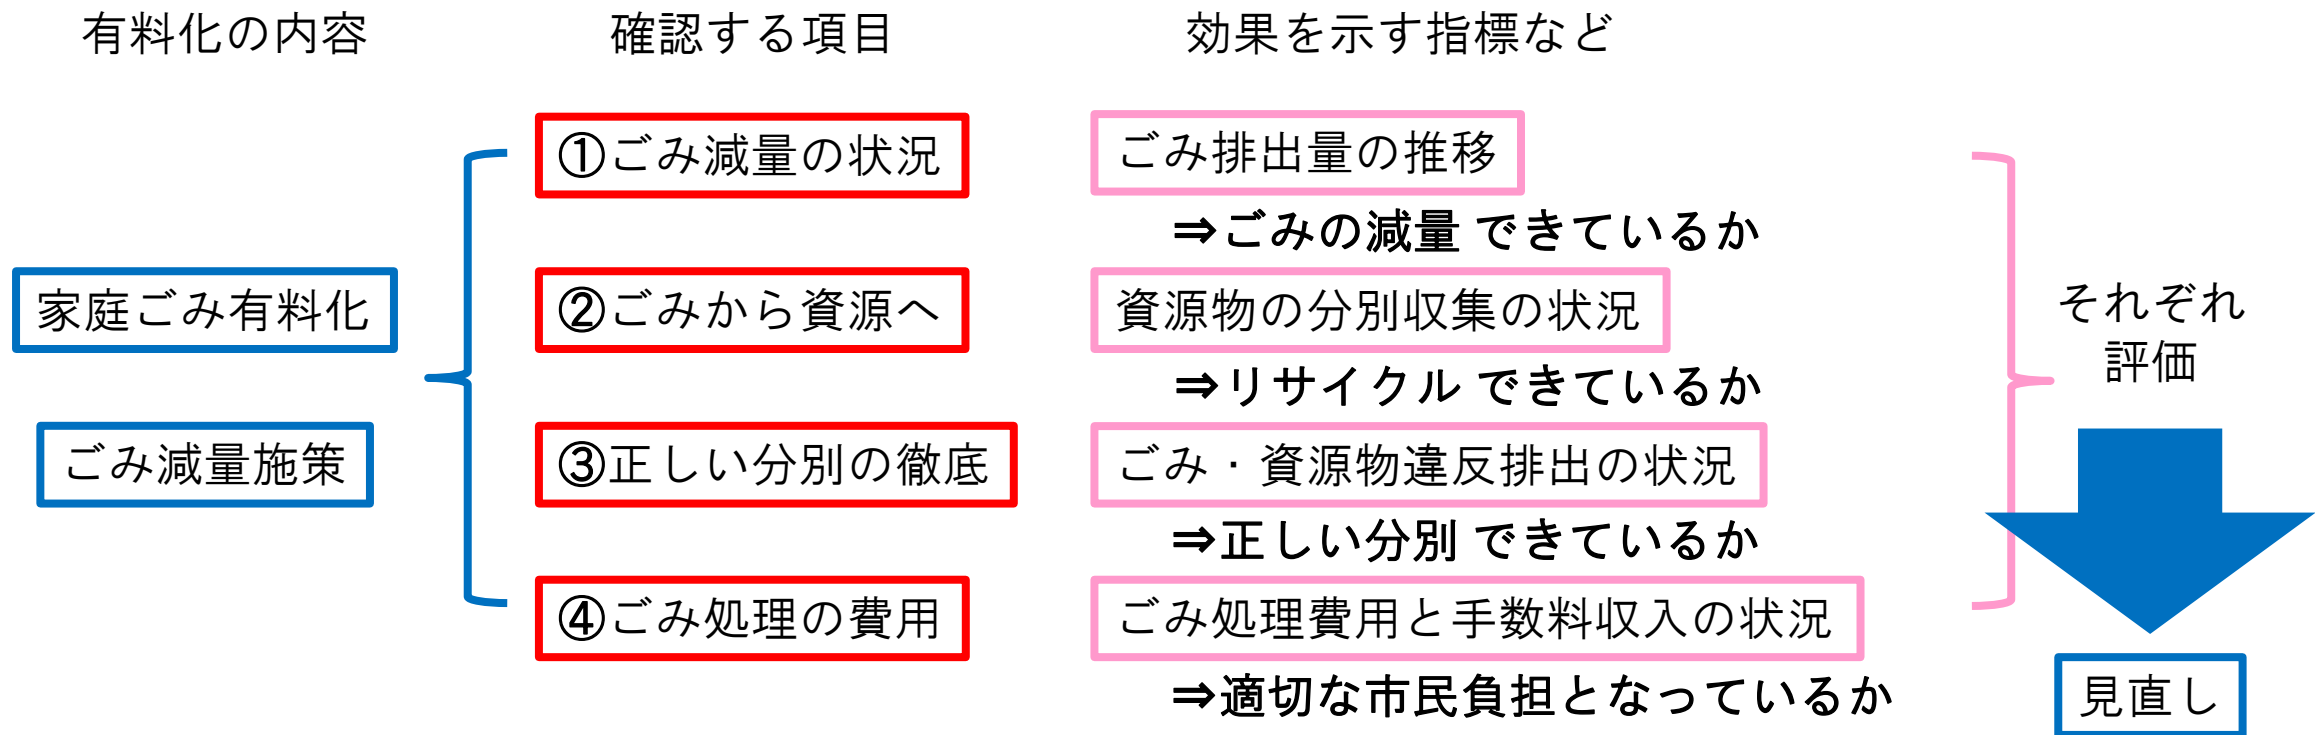 有料化の内容
確認する項目
効果を示す指標など
家庭ごみ有料化
ごみ減量施策
①ごみ減量の状況
ごみ排出量の推移
⇒ごみの減量 できているか
②ごみから資源へ
資源物の分別収集の状況
⇒リサイクル できているか
③正しい分別の徹底
ごみ・資源物違反排出の状況
⇒正しい分別 できているか
④ごみ処理の費用
ごみ処理費用と手数料収入の状況
⇒適切な市民負担となっているか
それぞれ
評価
見直し